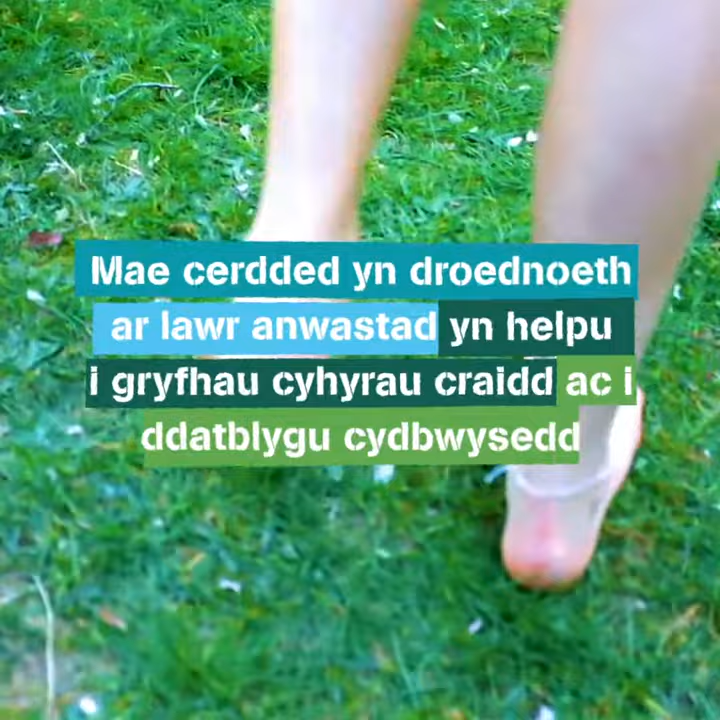 Mae cerdded yn droednoeth
ar lawr anwastad yn helpu
i gryfhau cyhyrau craidd ac i
ddatblygu cydbwysedd